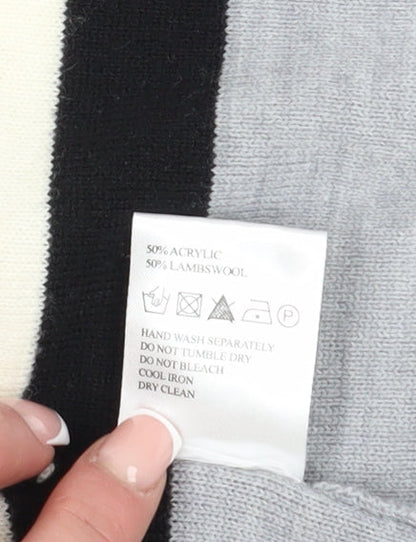 50% ACRYLIC
50% LAMBSWOOL
P
HAND WASH SEPARATELY
DO NOT TUMBLE DRY
DO NOT BLEACH
COOL IRON
DRY CLEAN